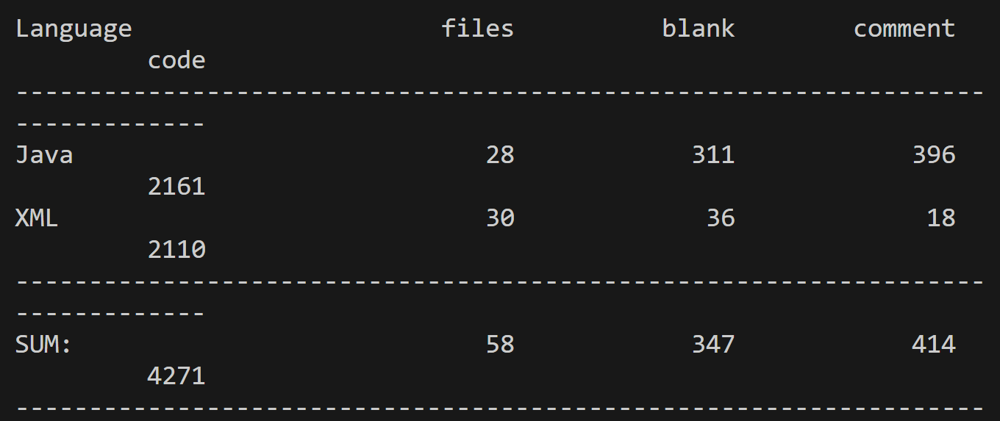 Language                     files          blank        comment
         code
------------------------------------------------------------------
-------------
Java                            28            311            396
         2161
XML                             30             36             18
         2110
------------------------------------------------------------------
-------------
SUM:                            58            347            414
         4271
------------------------------------------------------------------